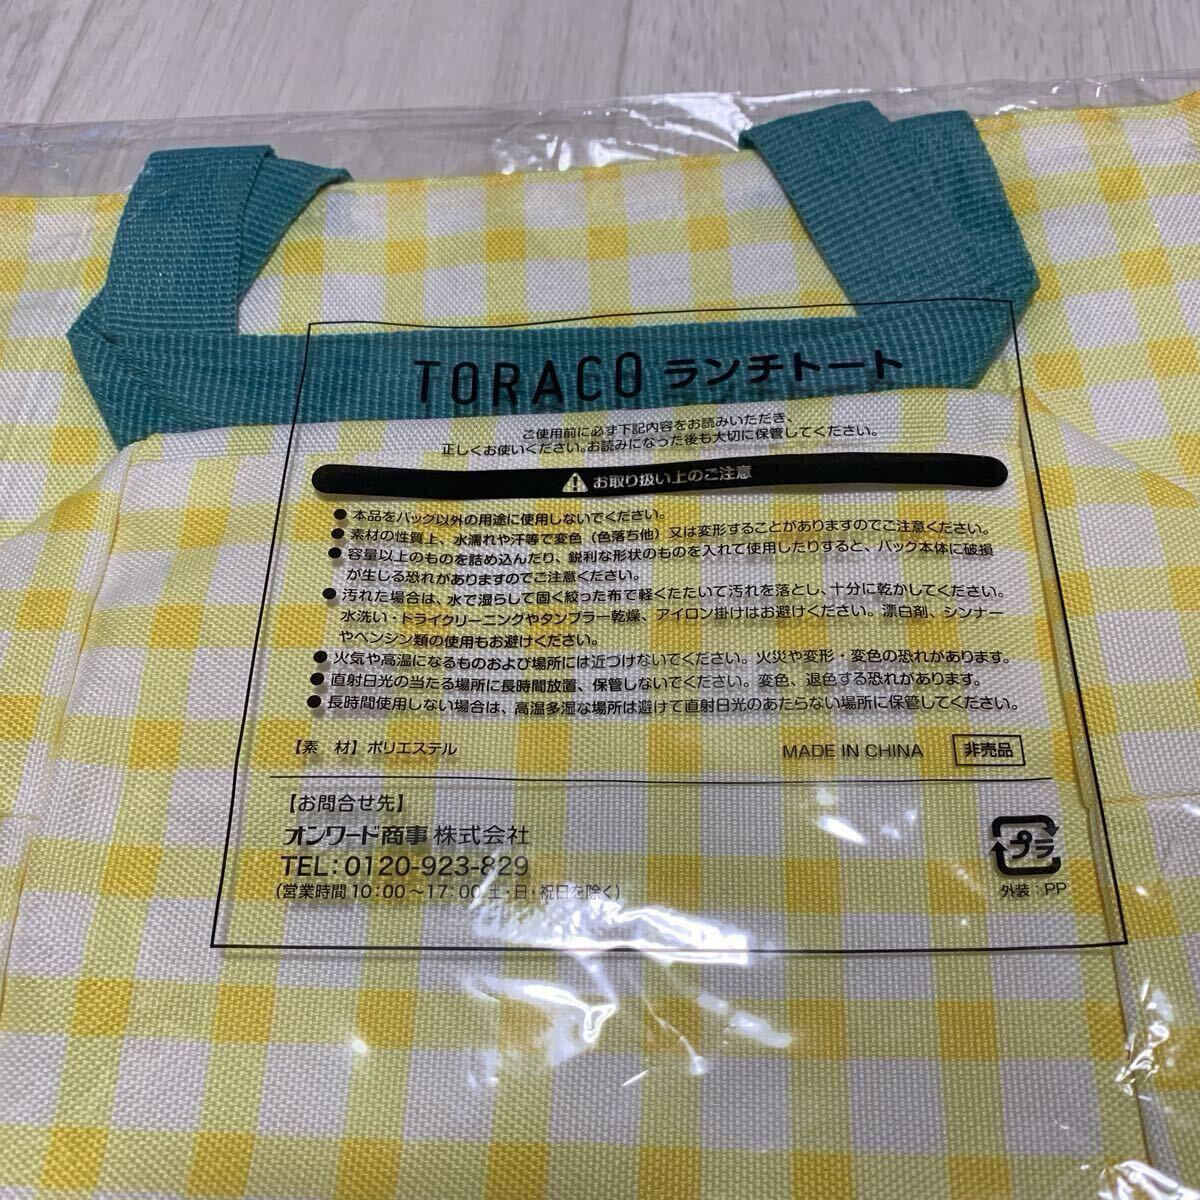 TORACO ランチトート
ご使用前に必ず下記内容をお読みいただき、
正しくお使いください。お読みになった後も大切に保管してください。
お取り扱い上のご注意
●本品をバッグ以外の用途に使用しないでください。
●素材の性質上、水濡れや汗等で変色（色落ち他）又は変形することがありますのでご注意ください。
●容量以上のものを詰め込んだり、鋭利な形状のものを入れて使用したりすると、バック本体に破損
が生じる恐れがありますのでご注意ください。
●汚れた場合は、水で湿らして固く絞った布で軽くたたいて汚れを落とし、十分に乾かしてください。
水洗い・ドライクリーニングやタンブラー乾燥、アイロン掛けはお避けください。漂白剤、シンナー
やベンジン類の使用もお避けください。
●火気や高温になるものおよび場所には近づけないでください。火災や変形・変色の恐れがあります。
●直射日光の当たる場所に長時間放置、保管しないでください。変色、退色する恐れがあります。
●長時間使用しない場合は、高温多湿な場所は避けて直射日光のあたらない場所に保管してください。
【素　材】ポリエステル MADE IN CHINA 非売品
【お問合せ先】
オンワード商事株式会社
TEL：0120-923-829
（営業時間 10：00～17：00 土・日・祝日を除く）
プラ
外装：PP